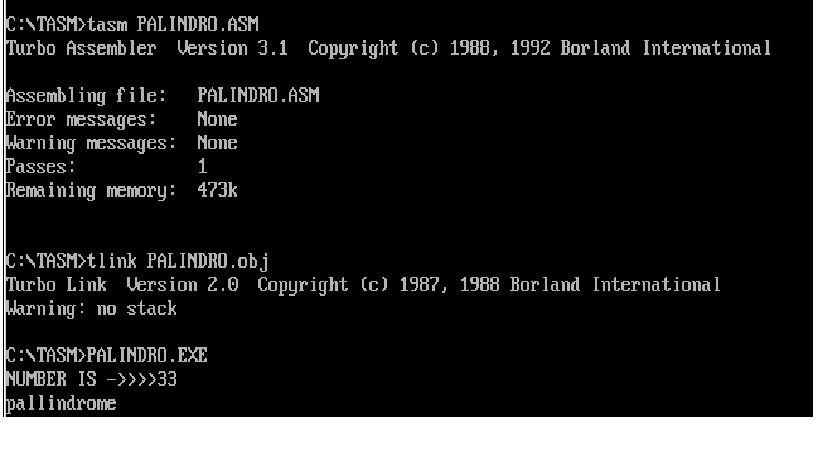 C:\TASM>tasm PALINDRO.ASM
Turbo Assembler  Version 3.1  Copyright (c) 1988, 1992 Borland International
Assembling file:   PALINDRO.ASM
Error messages:    None
Warning messages:  None
Passes:            1
Remaining memory:  473k
C:\TASM>tlink PALINDRO.obj
Turbo Link  Version 2.0  Copyright (c) 1987, 1988 Borland International
Warning: no stack
C:\TASM>PALINDRO.EXE
NUMBER IS ->>>>33
pallindrome